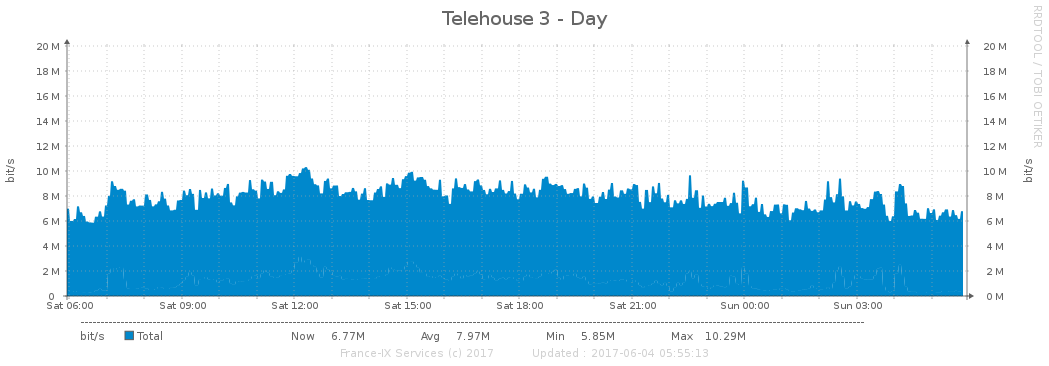 Telehouse 3 - Day
RRDTOOL / TOBI OETIKER
bit/s
20 M 20 M
18 M 18 M
16 M 16 M
14 M 14 M
12 M 12 M
10 M 10 M
8 M 8 M
6 M 6 M
4 M 4 M
2 M 2 M
0 0 M
bit/s
Sat 06:00 Sat 09:00 Sat 12:00 Sat 15:00 Sat 18:00 Sat 21:00 Sun 00:00 Sun 03:00
bit/s Total Now 6.77M Avg 7.97M Min 5.85M Max 10.29M
France-IX Services (c) 2017 Updated : 2017-06-04 05:55:13